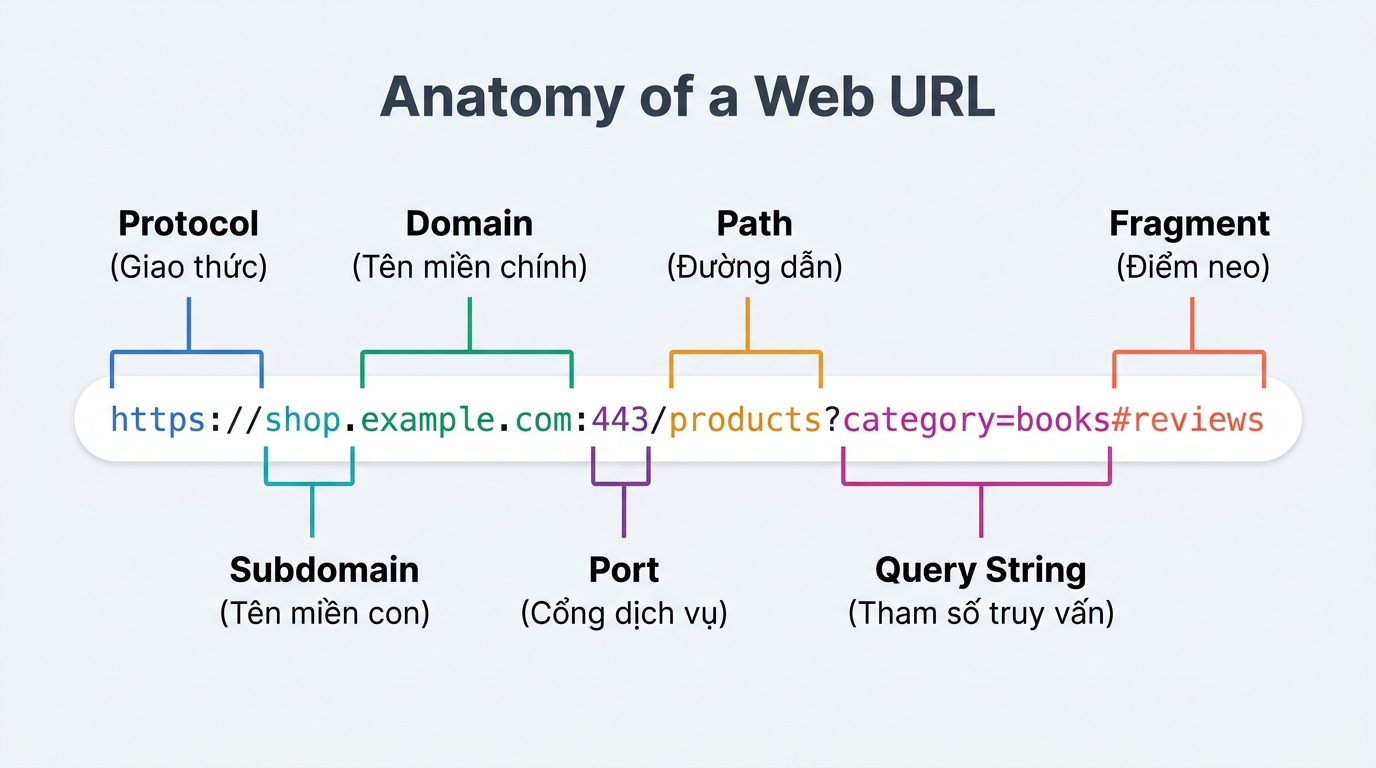 Anatomy of a Web URL
Protocol
(Giao thức)
Domain
(Tên miền chính)
Path
(Đường dẫn)
Fragment
(Điểm neo)
https://shop.example.com:443/products?category=books#reviews
Subdomain
(Tên miền con)
Port
(Cổng dịch vụ)
Query String
(Tham số truy vấn)